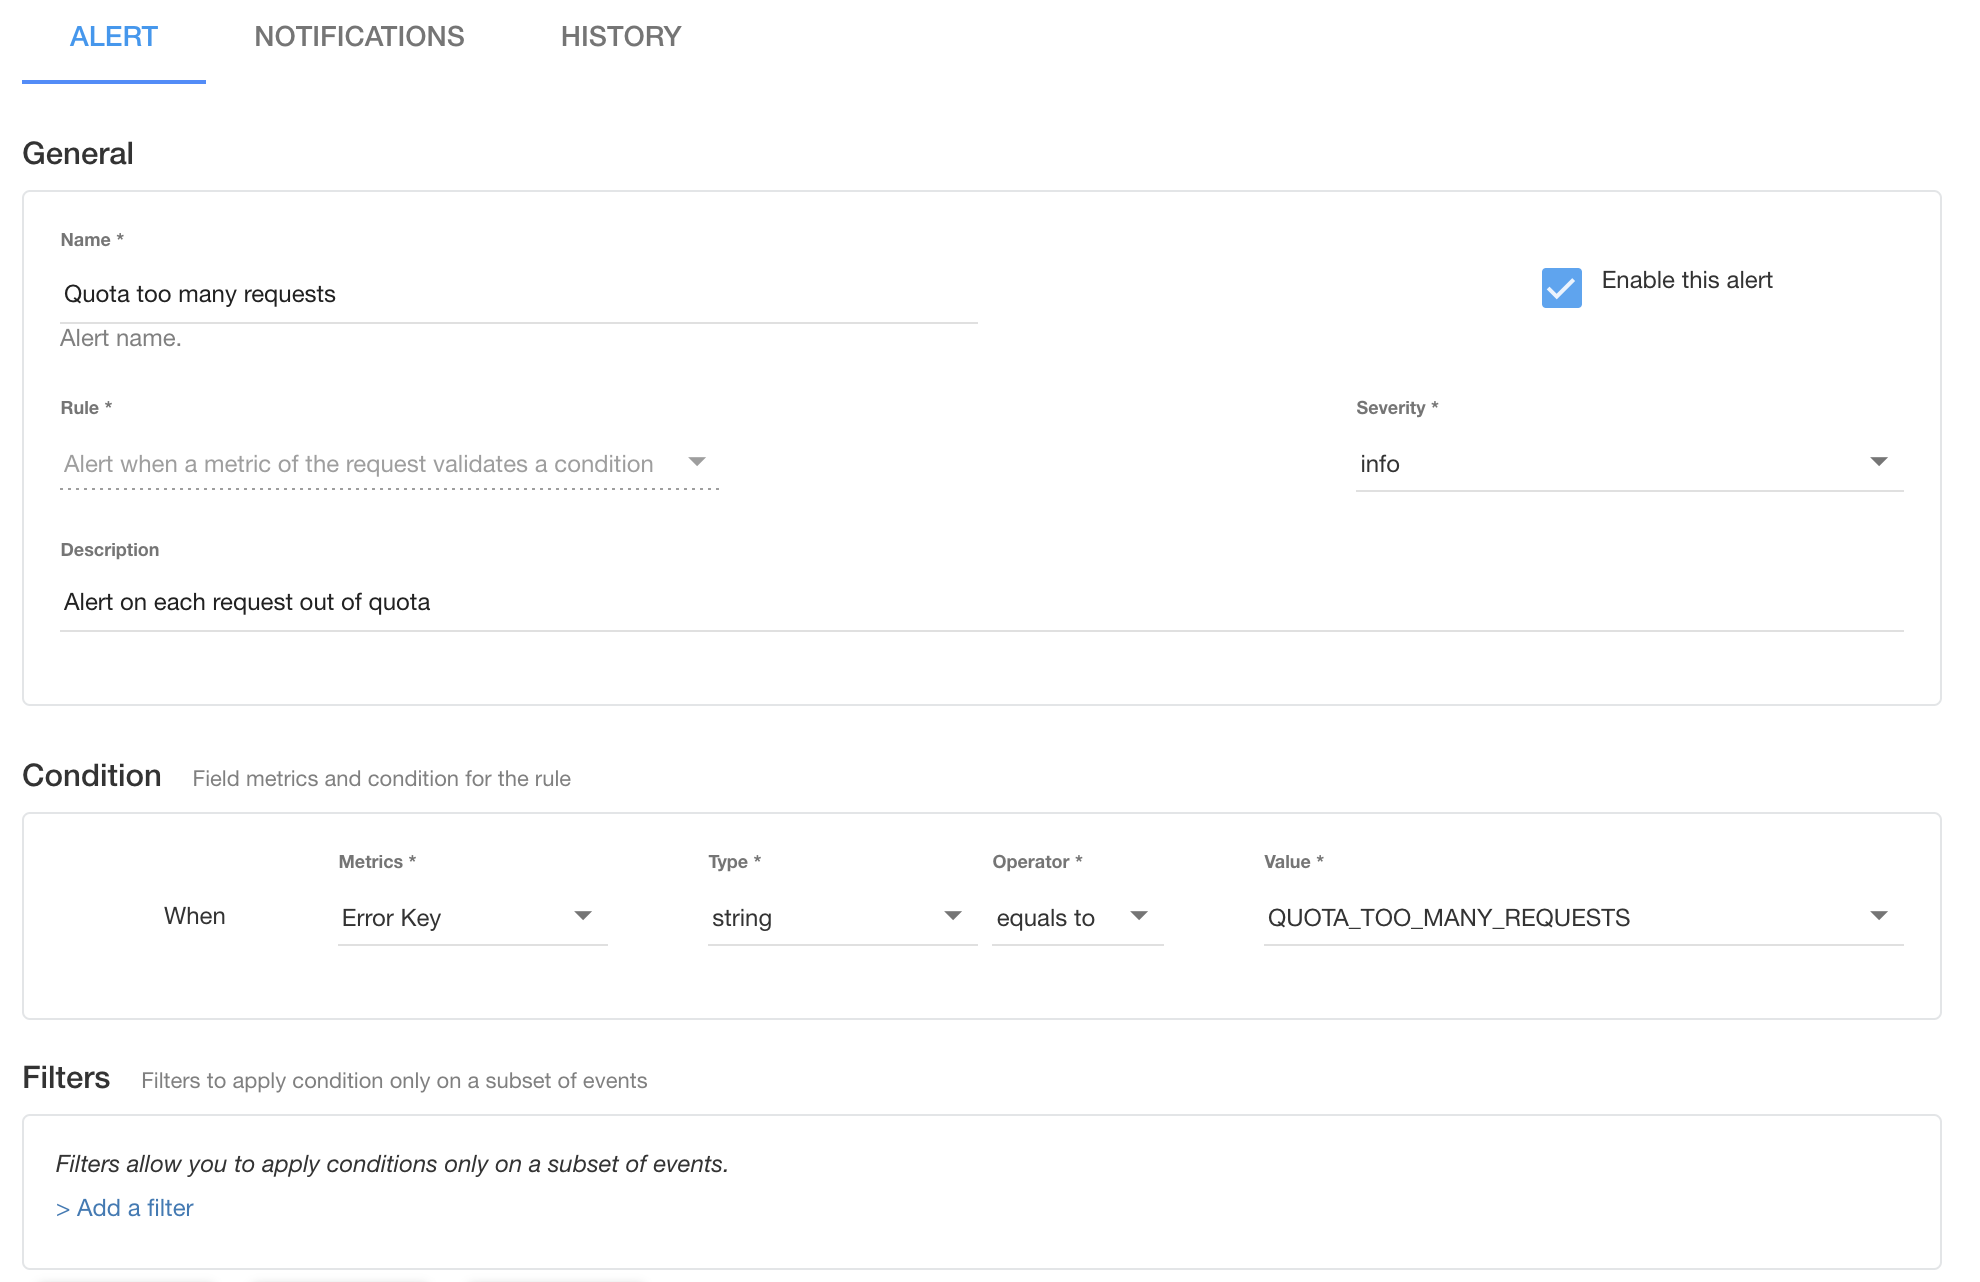 ALERT NOTIFICATIONS HISTORY
General
Name *
Quota too many requests
Enable this alert
Alert name.
Rule * Severity *
Alert when a metric of the request validates a condition info
Description
Alert on each request out of quota
Condition Field metrics and condition for the rule
Metrics * Type * Operator * Value *
When Error Key string equals to QUOTA_TOO_MANY_REQUESTS
Filters Filters to apply condition only on a subset of events
Filters allow you to apply conditions only on a subset of events.
> Add a filter